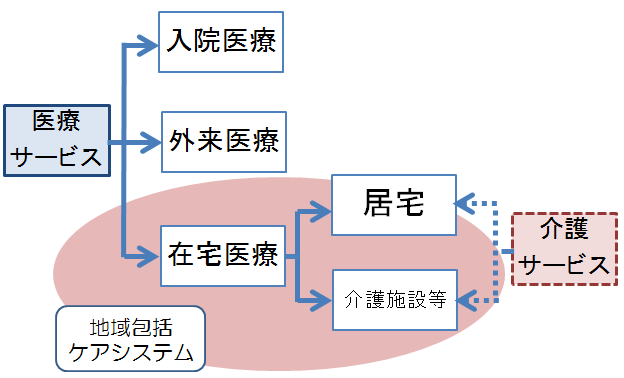 入院医療
医療
サービス
外来医療
居宅
在宅医療
介護
サービス
介護施設等
地域包括
ケアシステム